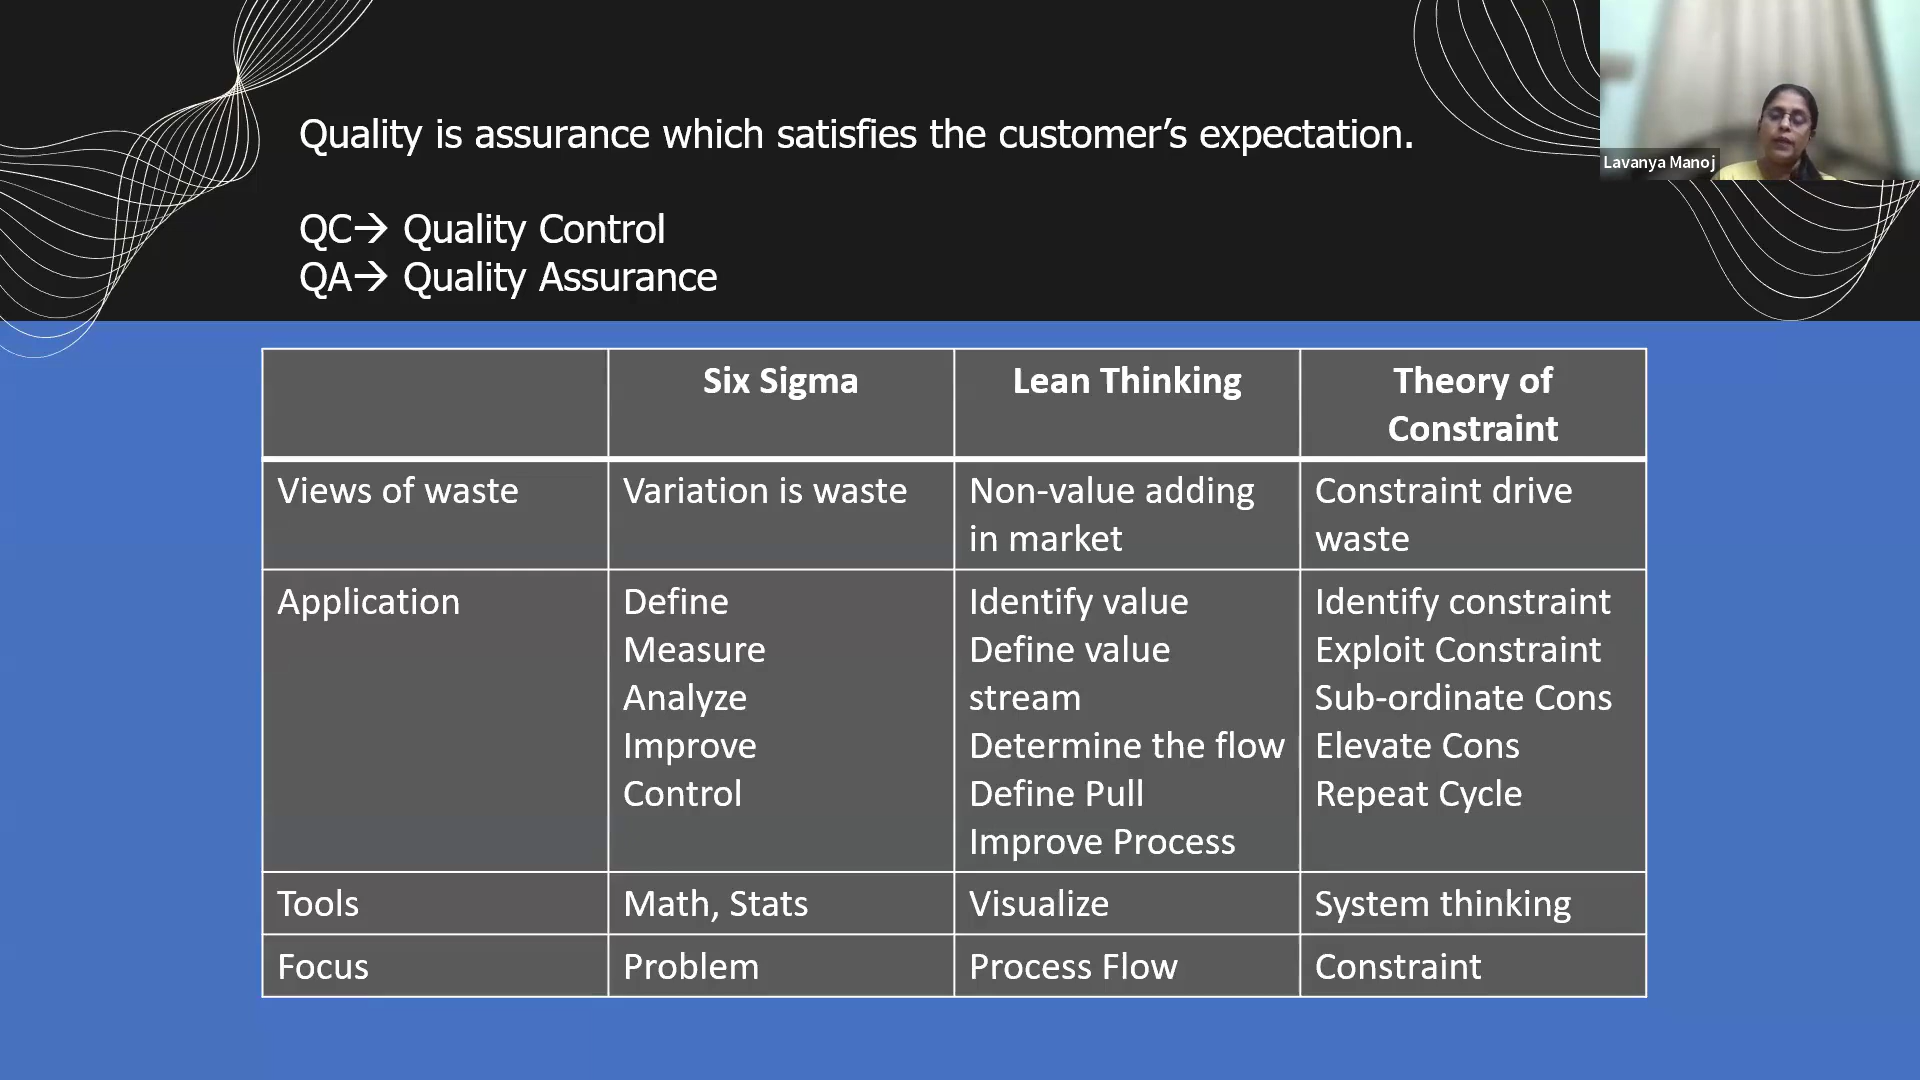 Quality is assurance which satisfies the customer’s expectation.
QC→ Quality Control
QA→ Quality Assurance
Lavanya Manoj
Six Sigma
Lean Thinking
Theory of
Constraint
Views of waste
Variation is waste
Non-value adding
in market
Constraint drive
waste
Application
Define
Measure
Analyze
Improve
Control
Identify value
Define value
stream
Determine the flow
Define Pull
Improve Process
Identify constraint
Exploit Constraint
Sub-ordinate Cons
Elevate Cons
Repeat Cycle
Tools
Math, Stats
Visualize
System thinking
Focus
Problem
Process Flow
Constraint